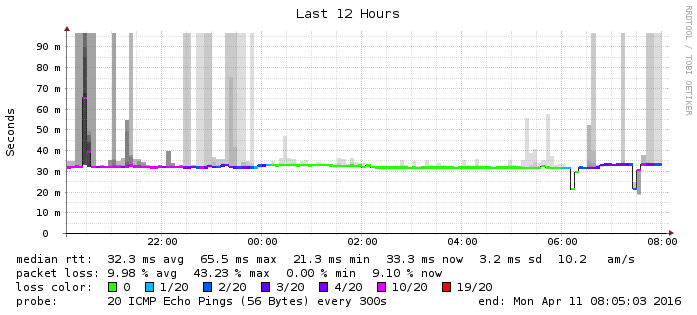 Last 12 Hours
RRDTOOL / TOBI OETIKER
Seconds
90 m
80 m
70 m
60 m
50 m
40 m
30 m
20 m
10 m
0
22:00 00:00 02:00 04:00 06:00 08:00
median rtt: 32.3 ms avg 65.5 ms max 21.3 ms min 33.3 ms now 3.2 ms sd 10.2 am/s
packet loss: 9.98 % avg 43.23 % max 0.00 % min 9.10 % now
loss color: 0 1/20 2/20 3/20 4/20 10/20 19/20
probe: 20 ICMP Echo Pings (56 Bytes) every 300s end: Mon Apr 11 08:05:03 2016